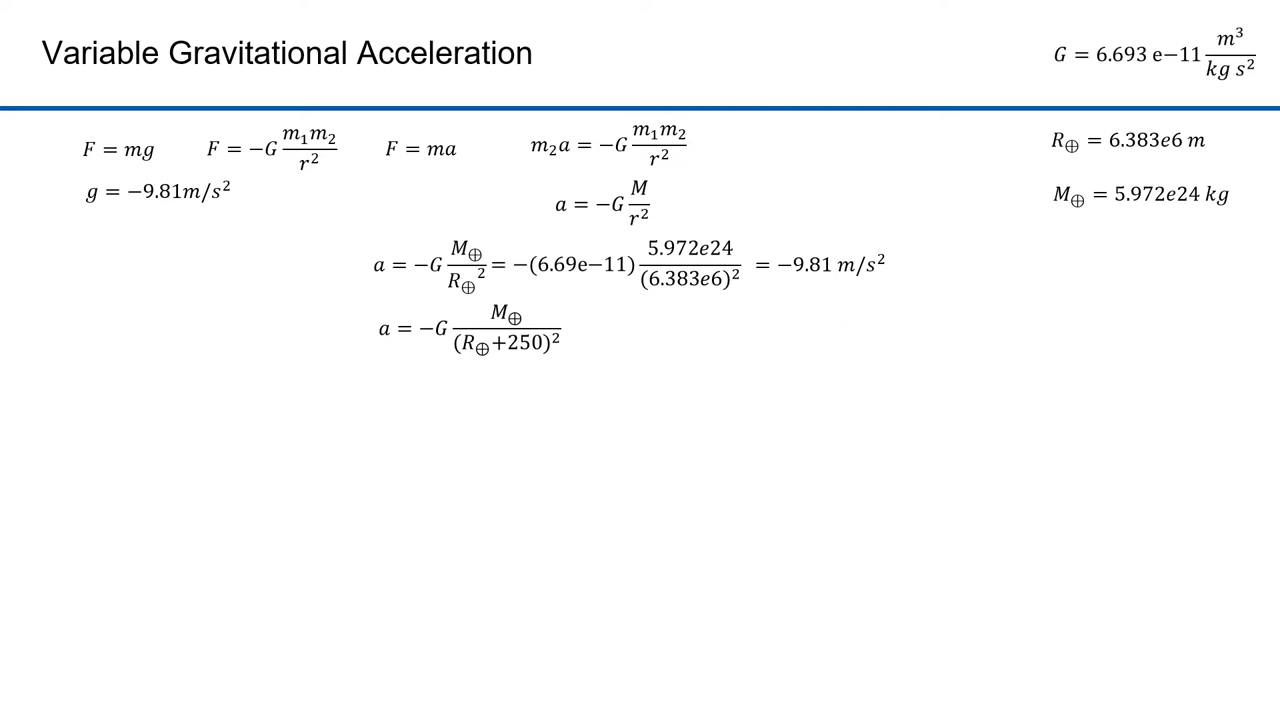 Variable Gravitational Acceleration
G = 6.693 e−11 m³/(kg s²)
F = mg
F = −G m₁m₂/r²
F = ma
m₂a = −G m₁m₂/r²
R⊕ = 6.383e6 m
g = −9.81m/s²
a = −G M/r²
M⊕ = 5.972e24 kg
a = −G M⊕/R⊕² = −(6.69e−11) 5.972e24/(6.383e6)² = −9.81 m/s²
a = −G M⊕/(R⊕+250)²